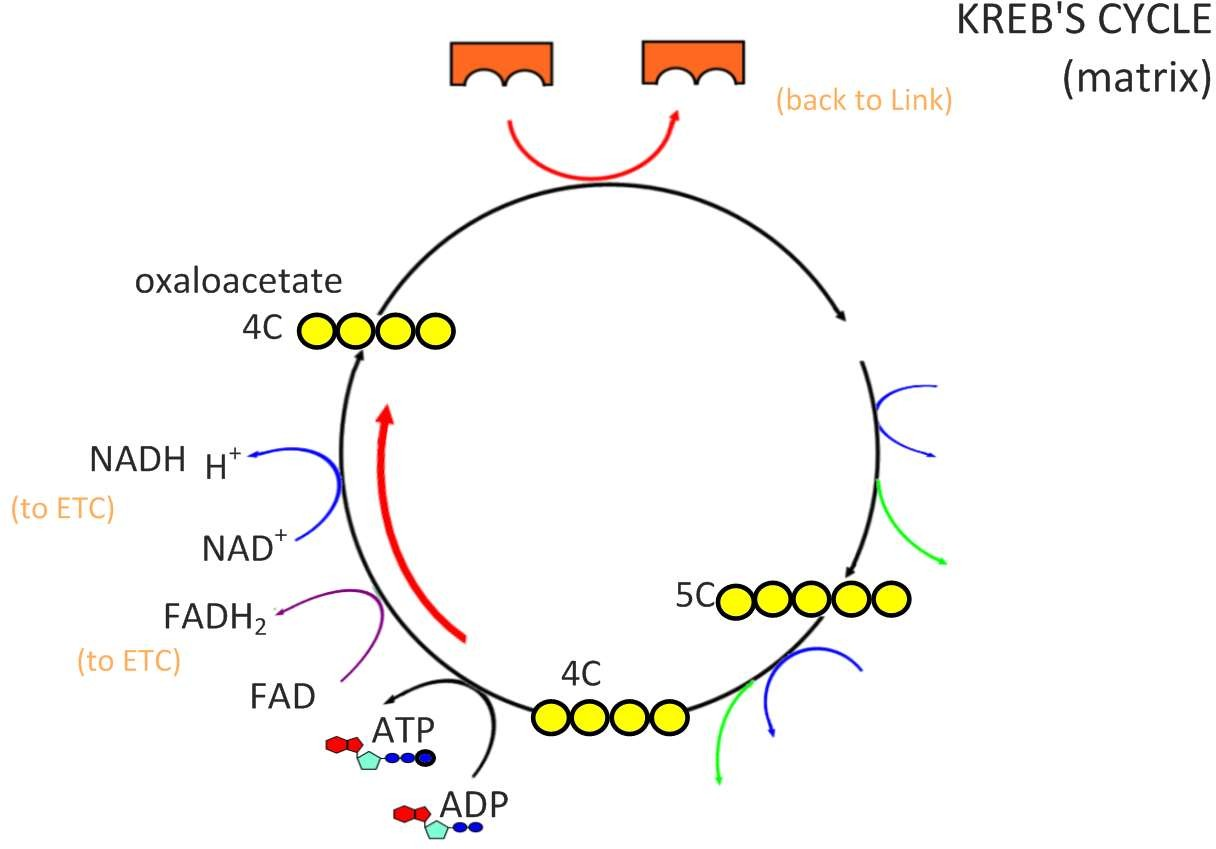 KREB'S CYCLE
(matrix)
(back to Link)
oxaloacetate
4C
NADH H⁺
(to ETC)
NAD⁺
FADH₂
(to ETC)
FAD
ATP
ADP
4C
5C